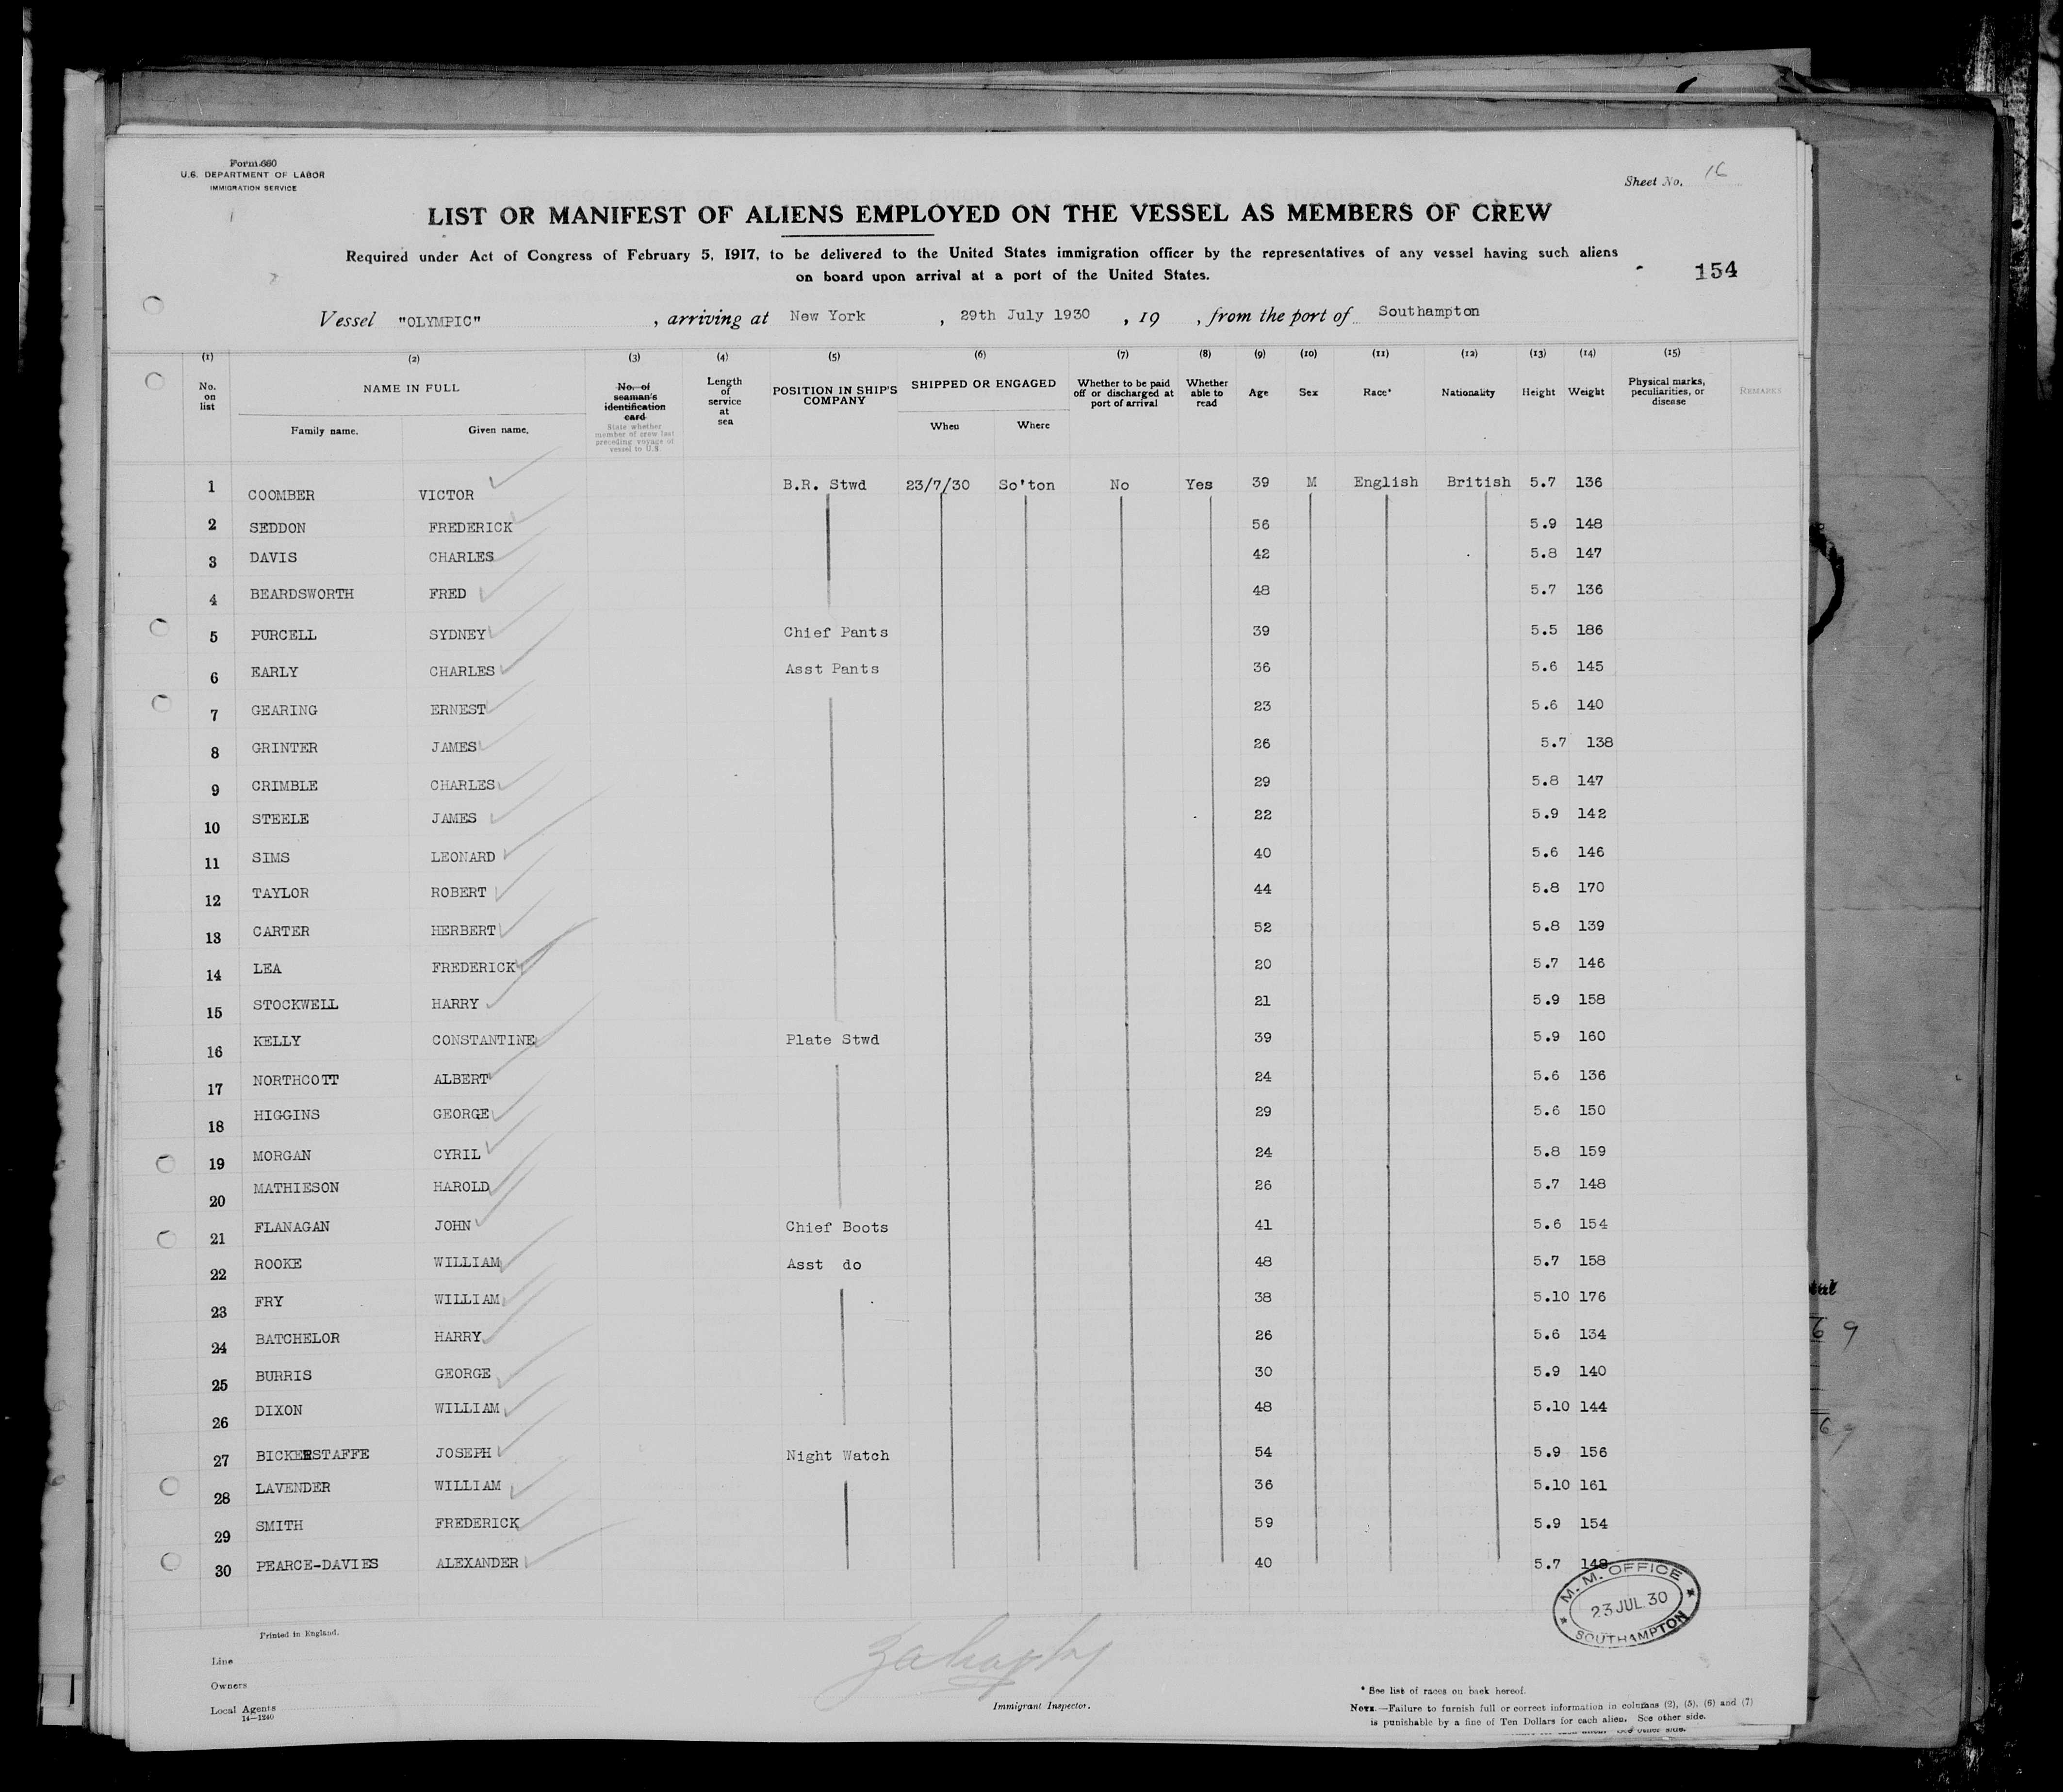 Form 680
U.S. DEPARTMENT OF LABOR
IMMIGRATION SERVICE
Sheet No. 16
LIST OR MANIFEST OF ALIENS EMPLOYED ON THE VESSEL AS MEMBERS OF CREW
Required under Act of Congress of February 5, 1917, to be delivered to the United States immigration officer by the representatives of any vessel having such aliens
on board upon arrival at a port of the United States.
154
Vessel "OLYMPIC" , arriving at New York , 29th July 1930 , 19 , from the port of Southampton
(1) (2) (3) (4) (5) (6) (7) (8) (9) (10) (11) (12) (13) (14) (15)
No. on list
NAME IN FULL
Family name. Given name.
No. of seaman's identification card
State whether member of crew last preceding voyage of vessel to U.S.
Length of service at sea
POSITION IN SHIP'S COMPANY
SHIPPED OR ENGAGED
When Where
Whether to be paid off or discharged at port of arrival
Whether able to read
Age
Sex
Race*
Nationality
Height
Weight
Physical marks, peculiarities, or disease
REMARKS
1 COOMBER VICTOR B.R. Stwd 23/7/30 So'ton No Yes 39 M English British 5.7 136
2 SEDDON FREDERICK 56 5.9 148
3 DAVIS CHARLES 42 5.8 147
4 BEARDSWORTH FRED 48 5.7 136
5 PURCELL SYDNEY Chief Pants 39 5.5 186
6 EARLY CHARLES Asst Pants 36 5.6 145
7 GEARING ERNEST 23 5.6 140
8 GRINTER JAMES 26 5.7 138
9 CRIMBLE CHARLES 29 5.8 147
10 STEELE JAMES 22 5.9 142
11 SIMS LEONARD 40 5.6 146
12 TAYLOR ROBERT 44 5.8 170
13 CARTER HERBERT 52 5.8 139
14 LEA FREDERICK 20 5.7 146
15 STOCKWELL HARRY 21 5.9 158
16 KELLY CONSTANTINE Plate Stwd 39 5.9 160
17 NORTHCOTT ALBERT 24 5.6 136
18 HIGGINS GEORGE 29 5.6 150
19 MORGAN CYRIL 24 5.8 159
20 MATHIESON HAROLD 26 5.7 148
21 FLANAGAN JOHN Chief Boots 41 5.6 154
22 ROOKE WILLIAM Asst do 48 5.7 158
23 FRY WILLIAM 38 5.10 176
24 BATCHELOR HARRY 26 5.6 134
25 BURRIS GEORGE 30 5.9 140
26 DIXON WILLIAM 48 5.10 144
27 BICKERSTAFFE JOSEPH Night Watch 54 5.9 156
28 LAVENDER WILLIAM 36 5.10 161
29 SMITH FREDERICK 59 5.9 154
30 PEARCE-DAVIES ALEXANDER 40 5.7 148
M. M. OFFICE
23 JUL. 30
SOUTHAMPTON
Printed in England.
Line
Owners
Local Agents
14—1240
Immigrant Inspector.
* See list of races on back hereof.
NOTE.—Failure to furnish full or correct information in columns (2), (5), (6) and (7)
is punishable by a fine of Ten Dollars for each alien. See other side.